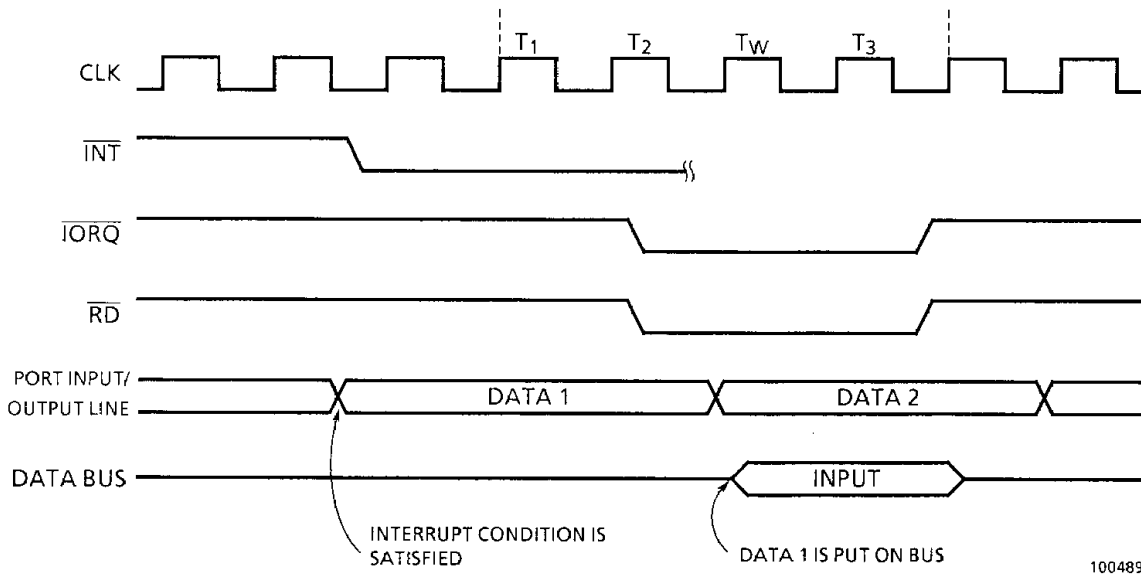 T1 T2 TW T3
CLK
INT
IORQ
RD
PORT INPUT/
OUTPUT LINE
DATA 1 DATA 2
DATA BUS
INPUT
INTERRUPT CONDITION IS
SATISFIED
DATA 1 IS PUT ON BUS
100489